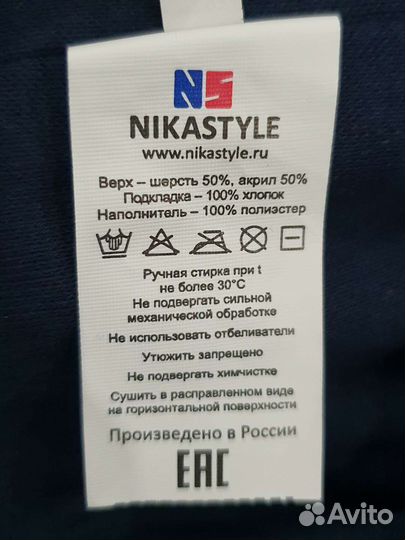 NS
NIKASTYLE
www.nikastyle.ru
Верх – шерсть 50%, акрил 50%
Подкладка – 100% хлопок
Наполнитель – 100% полиэстер
Ручная стирка при t
не более 30°C
Не подвергать сильной
механической обработке
Не использовать отбеливатели
Утюжить запрещено
Не подвергать химчистке
Сушить в расправленном виде
на горизонтальной поверхности
Произведено в России
EAC
Avito